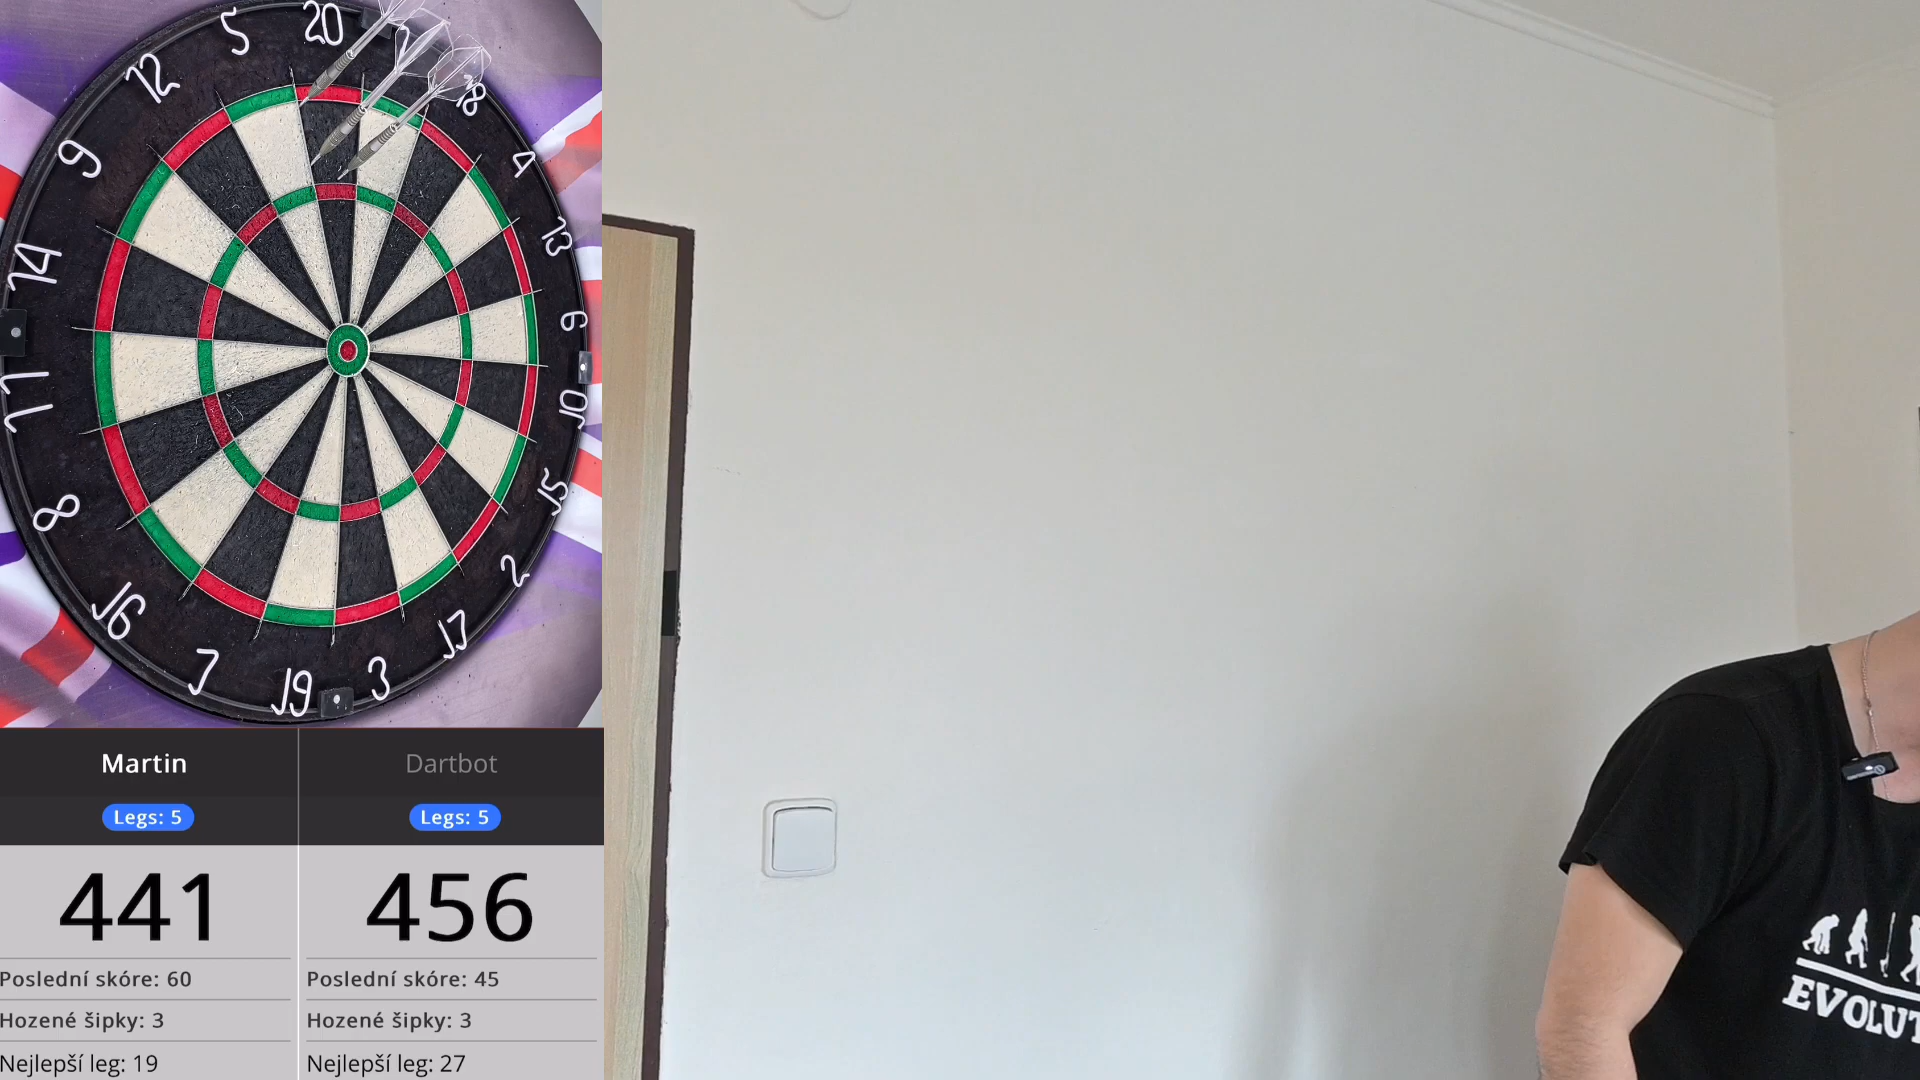 5 20 1 18
12 4
9 13
14 6
11 10
8 15
16 2
7 19 3 17
Martin Dartbot
Legs: 5 Legs: 5
441 456
Poslední skóre: 60 Poslední skóre: 45
Hozené šipky: 3 Hozené šipky: 3
Nejlepší leg: 19 Nejlepší leg: 27
EVOLUT